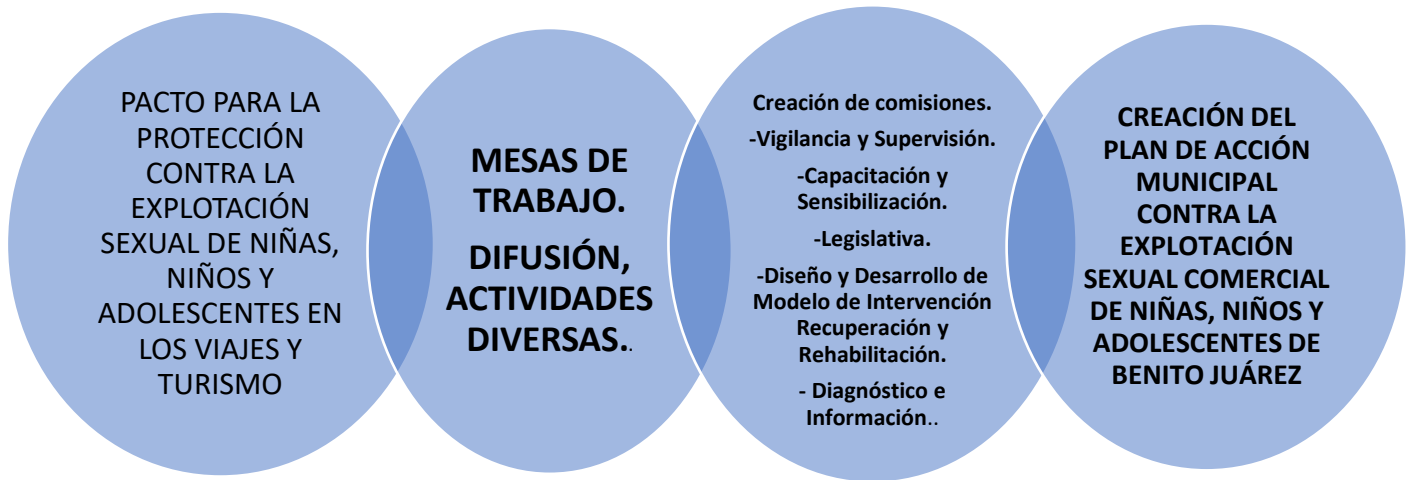 PACTO PARA LA
PROTECCIÓN
CONTRA LA
EXPLOTACIÓN
SEXUAL DE NIÑAS,
NIÑOS Y
ADOLESCENTES EN
LOS VIAJES Y
TURISMO
MESAS DE
TRABAJO.
DIFUSIÓN,
ACTIVIDADES
DIVERSAS..
Creación de comisiones.
-Vigilancia y Supervisión.
-Capacitación y
Sensibilización.
-Legislativa.
-Diseño y Desarrollo de
Modelo de Intervención
Recuperación y
Rehabilitación.
- Diagnóstico e
Información..
CREACIÓN DEL
PLAN DE ACCIÓN
MUNICIPAL
CONTRA LA
EXPLOTACIÓN
SEXUAL COMERCIAL
DE NIÑAS, NIÑOS Y
ADOLESCENTES DE
BENITO JUÁREZ